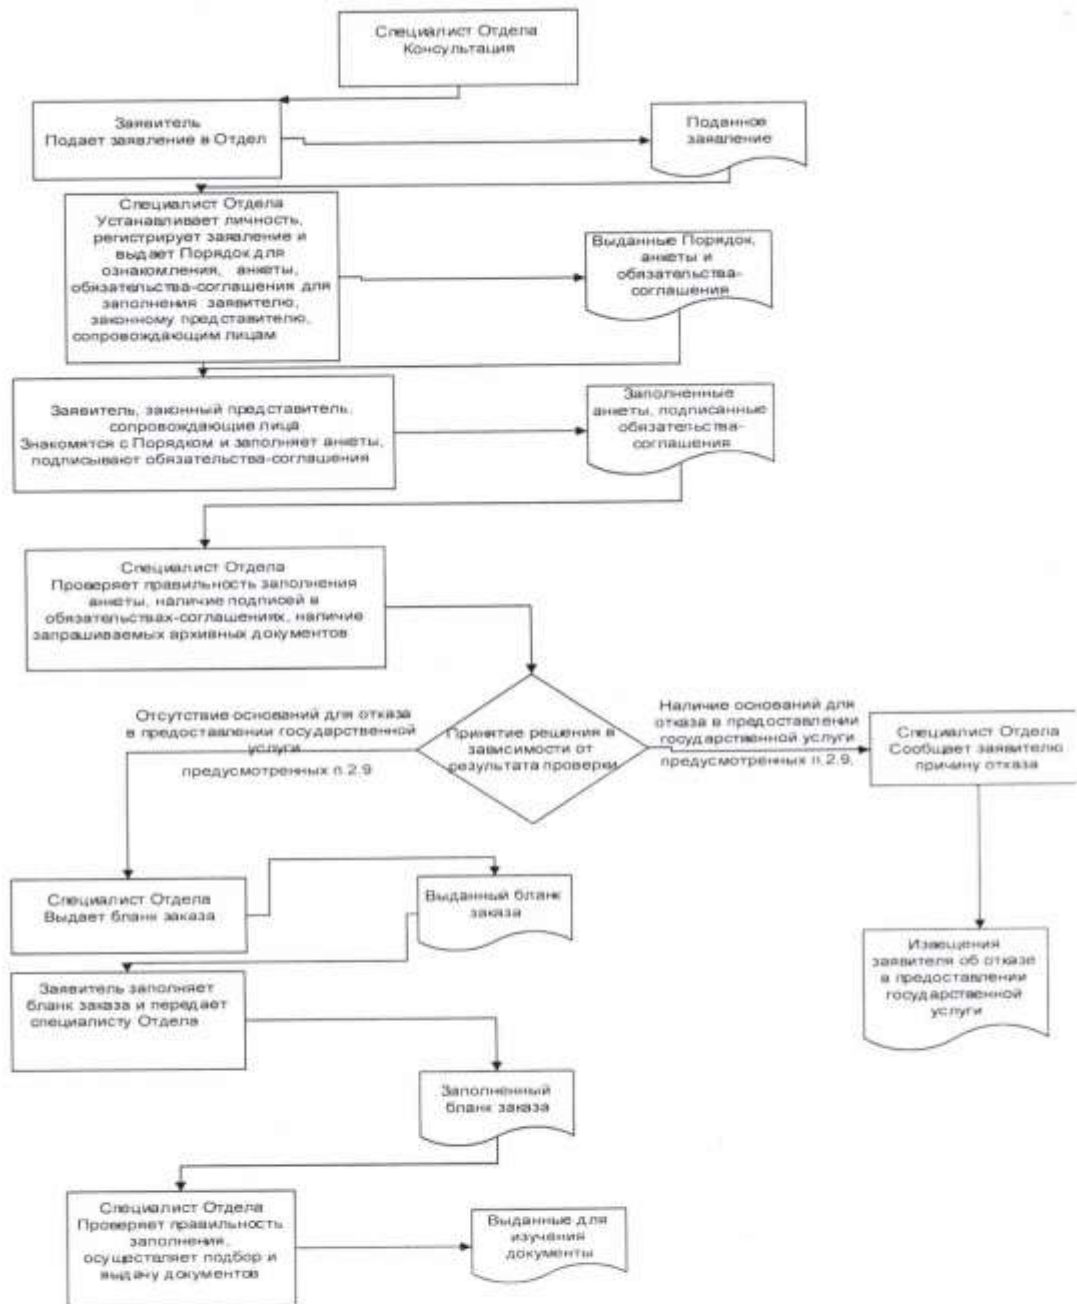 Специалист Отдела
Консультация
Заявитель
Подает заявление в Отдел
Поданное
заявление
Специалист Отдела
Устанавливает личность,
регистрирует заявление и
выдает Порядок для
ознакомления, анкеты,
обязательства-соглашения для
заполнения заявителю,
законному представителю,
сопровождающим лицам
Выданные Порядок,
анкеты и
обязательства-
соглашения
Заявитель, законный представитель,
сопровождающие лица
Знакомятся с Порядком и заполняет анкеты,
подписывают обязательства-соглашения
Заполненные
анкеты, подписанные
обязательства-
соглашения
Специалист Отдела
Проверяет правильность заполнения
анкеты, наличие подписей в
обязательствах-соглашениях, наличие
запрашиваемых архивных документов
Отсутствие оснований для отказа
в предоставлении государственной
услуги
предусмотренных п.2.9
Принятие решения в
зависимости от
результата проверки
Наличие оснований для
отказа в предоставлении
государственной услуги
предусмотренных п.2.9.
Специалист Отдела
Сообщает заявителю
причину отказа
Специалист Отдела
Выдает бланк заказа
Выданный бланк
заказа
Извещения
заявителя об отказе
в предоставлении
государственной
услуги
Заявитель заполняет
бланк заказа и передает
специалисту Отдела
Заполненный
бланк заказа
Специалист Отдела
Проверяет правильность
заполнения,
осуществляет подбор и
выдачу документов
Выданные для
изучения
документы